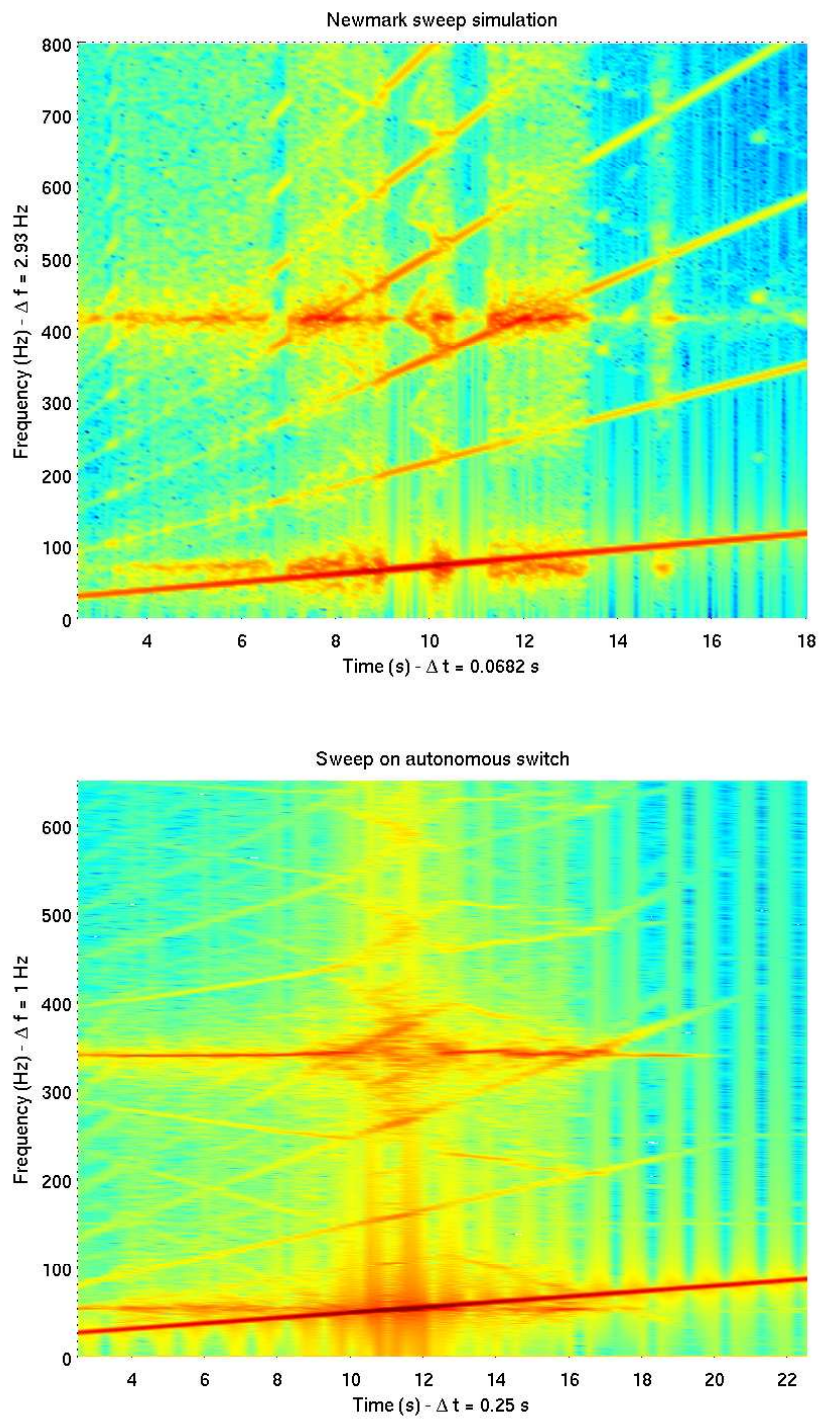 Newmark sweep simulation
800
700
600
500
400
300
200
100
0
Frequency (Hz) - Δ f = 2.93 Hz
4 6 8 10 12 14 16 18
Time (s) - Δ t = 0.0682 s
Sweep on autonomous switch
600
500
400
300
200
100
0
Frequency (Hz) - Δ f = 1 Hz
4 6 8 10 12 14 16 18 20 22
Time (s) - Δ t = 0.25 s